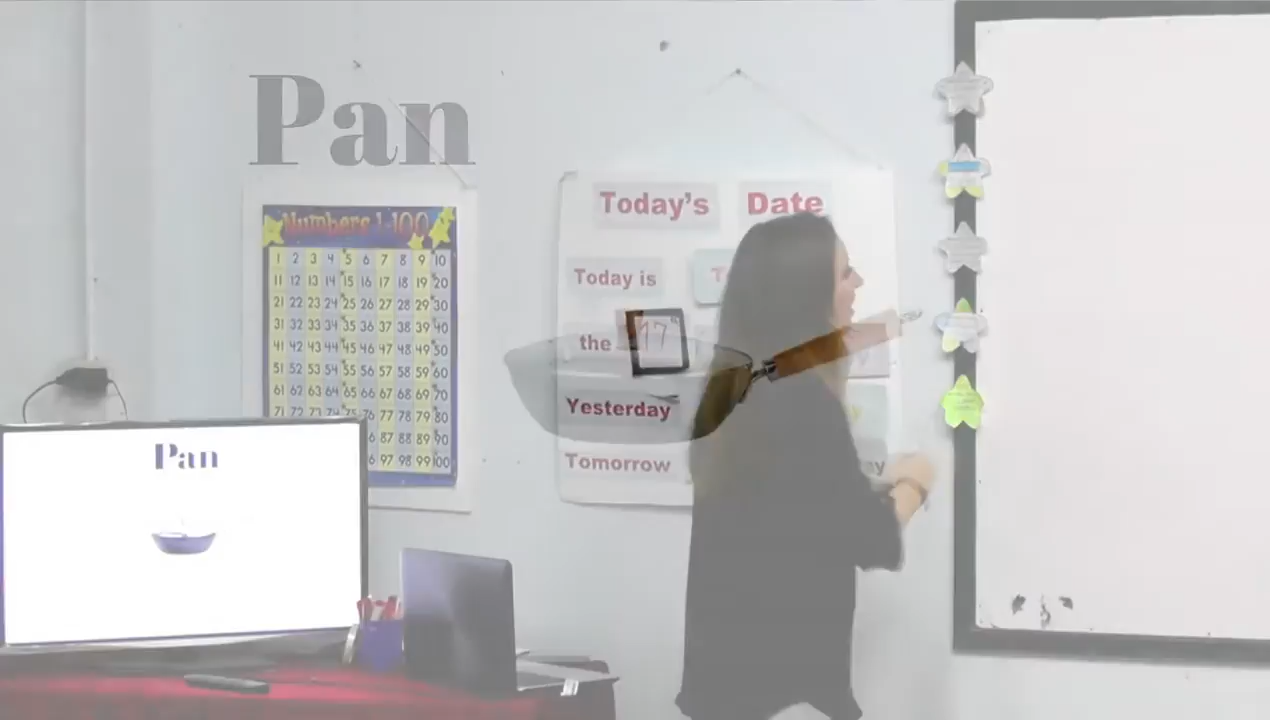 Pan
Numbers 1-100
1 2 3 4 5 6 7 8 9 10
11 12 13 14 15 16 17 18 19 20
21 22 23 24 25 26 27 28 29 30
31 32 33 34 35 36 37 38 39 40
41 42 43 44 45 46 47 48 49 50
51 52 53 54 55 56 57 58 59 60
61 62 63 64 65 66 67 68 69 70
71 72 73 74 75 76 77 78 79 80
6 87 88 89 90
6 97 98 99 100
Pan
Today's Date
Today is
the 17
Yesterday
Tomorrow